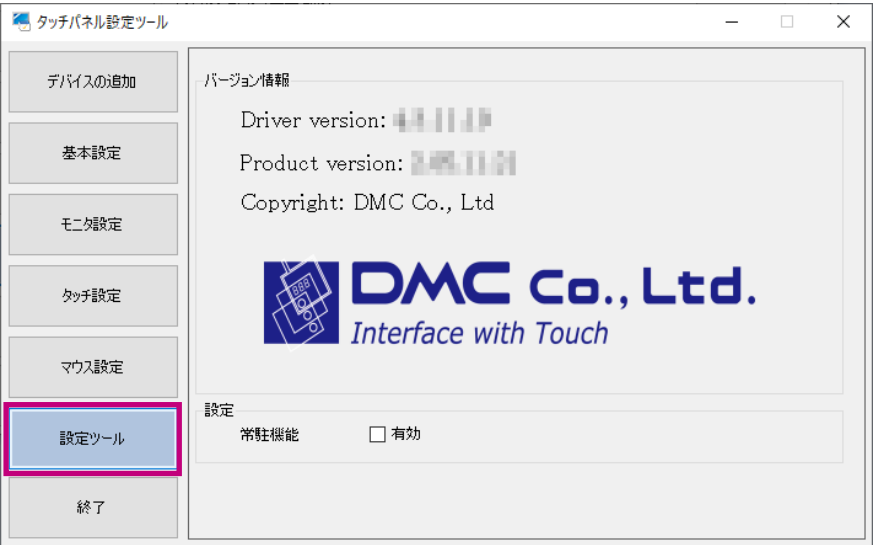 タッチパネル設定ツール
デバイスの追加
基本設定
モニタ設定
タッチ設定
マウス設定
設定ツール
終了
バージョン情報
Driver version:
Product version:
Copyright: DMC Co., Ltd
DMC Co., Ltd.
Interface with Touch
設定
常駐機能 有効